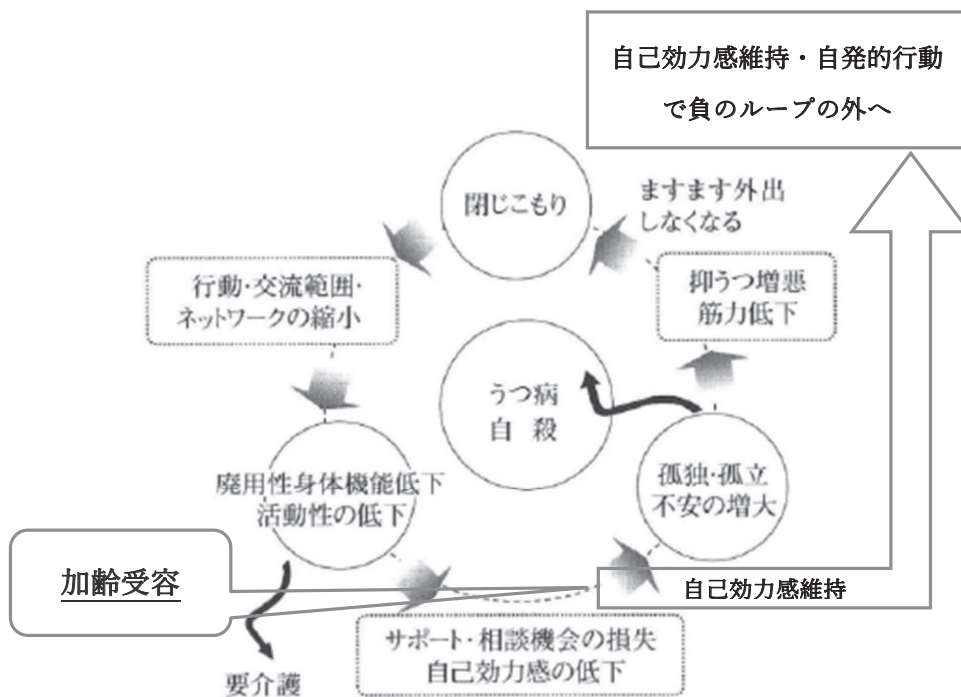 自己効力感維持・自発的行動
で負のループの外へ
閉じこもり
ますます外出
しなくなる
行動・交流範囲・
ネットワークの縮小
抑うつ増悪
筋力低下
うつ病
自 殺
廃用性身体機能低下
活動性の低下
孤独・孤立
不安の増大
加齢受容
自己効力感維持
サポート・相談機会の損失
自己効力感の低下
要介護